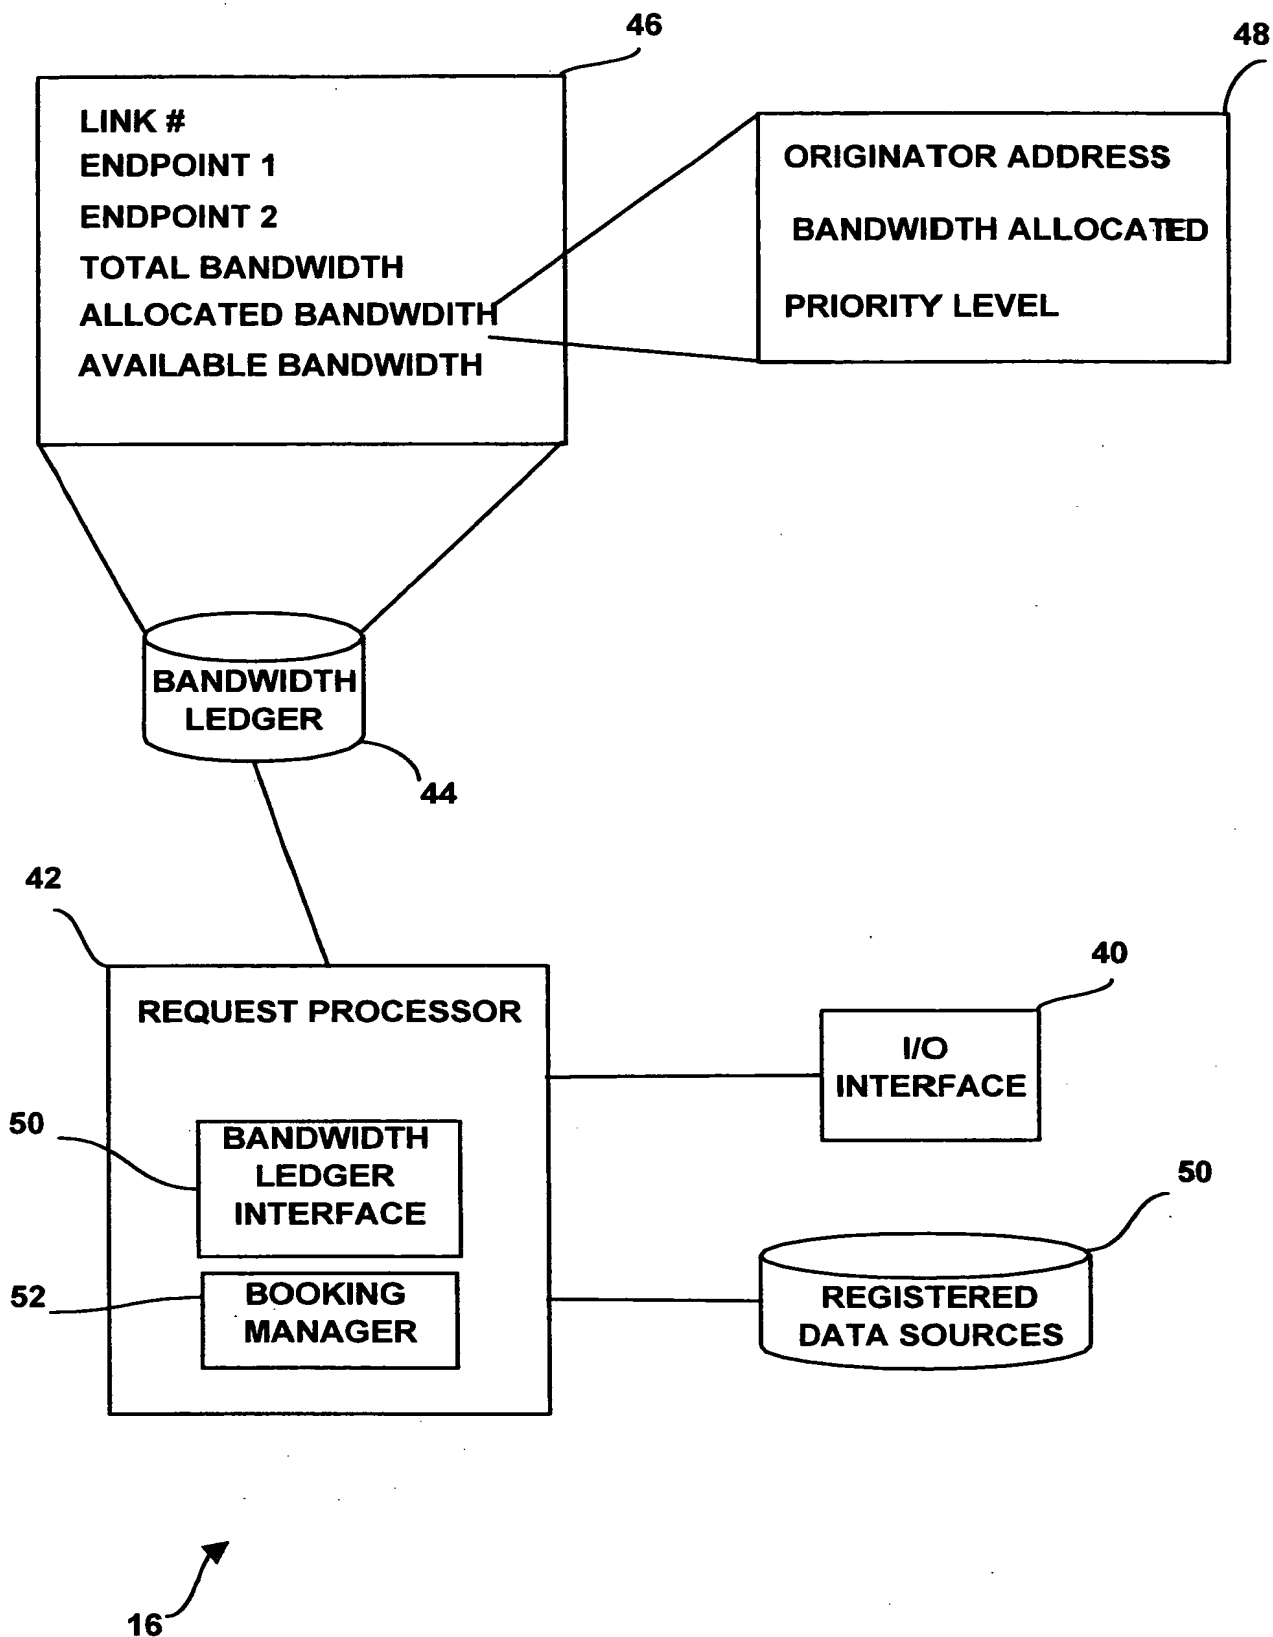 46
48
LINK #
ENDPOINT 1
ENDPOINT 2
TOTAL BANDWIDTH
ALLOCATED BANDWDITH
AVAILABLE BANDWIDTH
ORIGINATOR ADDRESS
BANDWIDTH ALLOCATED
PRIORITY LEVEL
BANDWIDTH
LEDGER
44
42
REQUEST PROCESSOR
40
I/O
INTERFACE
50
BANDWIDTH
LEDGER
INTERFACE
50
REGISTERED
DATA SOURCES
52
BOOKING
MANAGER
16